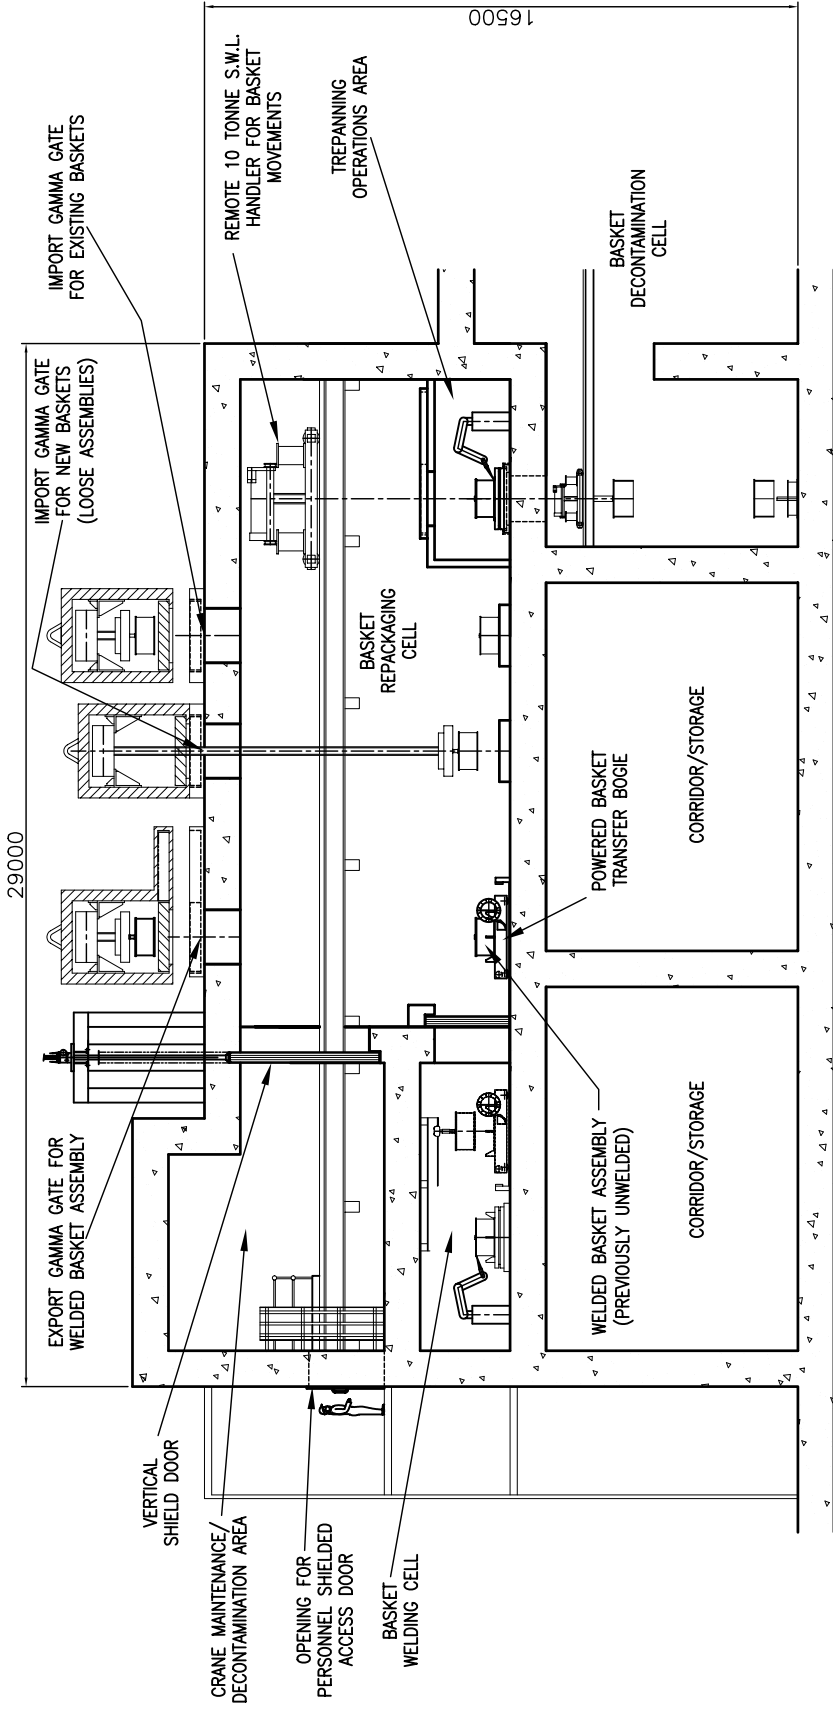 29000
16500
IMPORT GAMMA GATE
FOR EXISTING BASKETS
IMPORT GAMMA GATE
FOR NEW BASKETS
(LOOSE ASSEMBLIES)
REMOTE 10 TONNE S.W.L.
HANDLER FOR BASKET
MOVEMENTS
TREPANNING
OPERATIONS AREA
BASKET
DECONTAMINATION
CELL
BASKET
REPACKAGING
CELL
EXPORT GAMMA GATE FOR
WELDED BASKET ASSEMBLY
VERTICAL
SHIELD DOOR
CRANE MAINTENANCE/
DECONTAMINATION AREA
OPENING FOR
PERSONNEL SHIELDED
ACCESS DOOR
BASKET
WELDING CELL
WELDED BASKET ASSEMBLY
(PREVIOUSLY UNWELDED)
POWERED BASKET
TRANSFER BOGIE
CORRIDOR/STORAGE
CORRIDOR/STORAGE